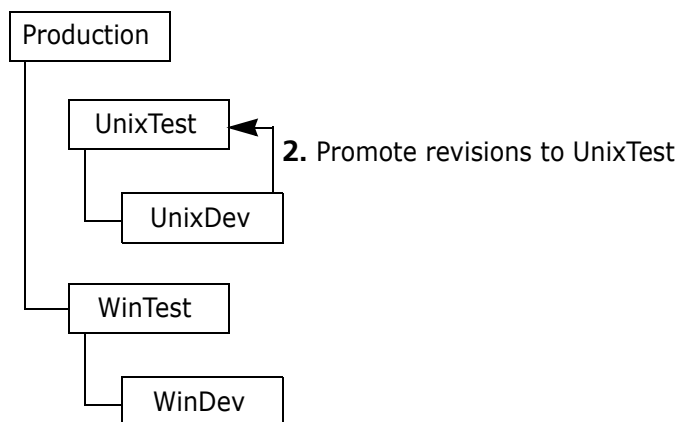 Production
UnixTest
2. Promote revisions to UnixTest
UnixDev
WinTest
WinDev